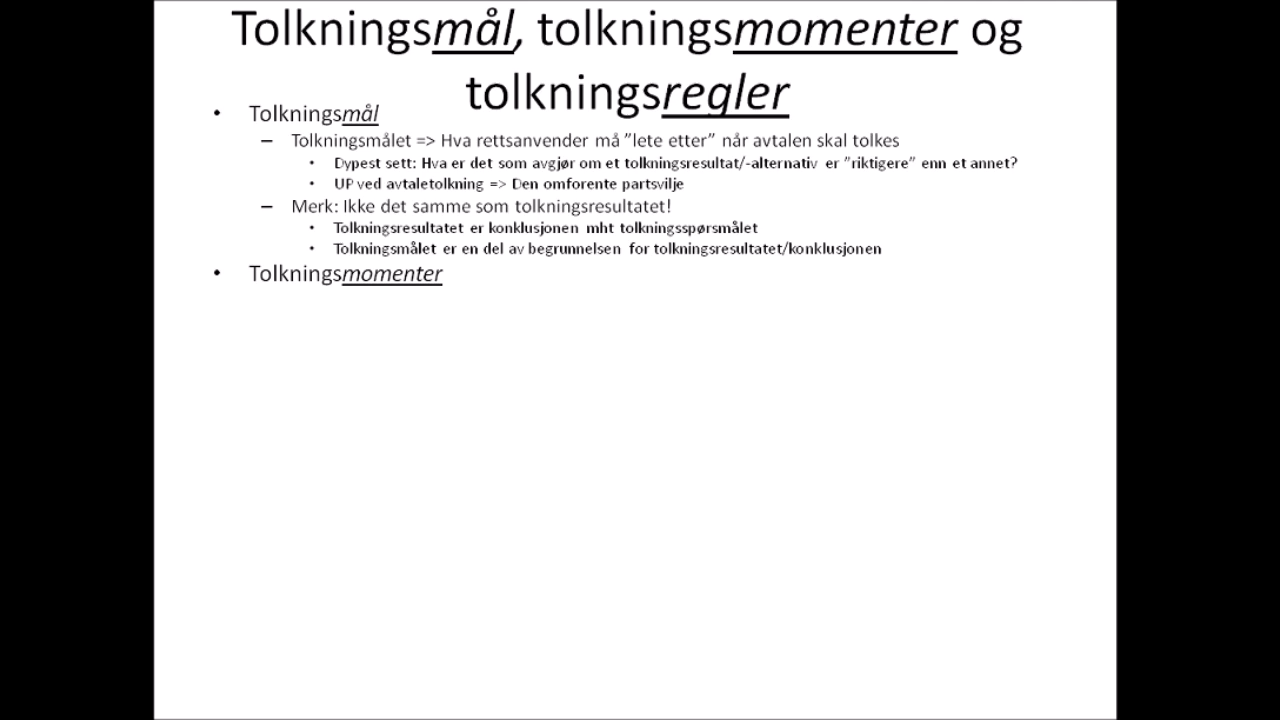 Tolkningsmål, tolkningsmomenter og
tolkningsregler
• Tolkningsmål
– Tolkningsmålet => Hva rettsanvender må ”lete etter” når avtalen skal tolkes
• Dypest sett: Hva er det som avgjør om et tolkningsresultat/-alternativ er ”riktigere” enn et annet?
• UP ved avtaletolkning => Den omforente partsvilje
– Merk: Ikke det samme som tolkningsresultatet!
• Tolkningsresultatet er konklusjonen mht tolkningsspørsmålet
• Tolkningsmålet er en del av begrunnelsen for tolkningsresultatet/konklusjonen
• Tolkningsmomenter